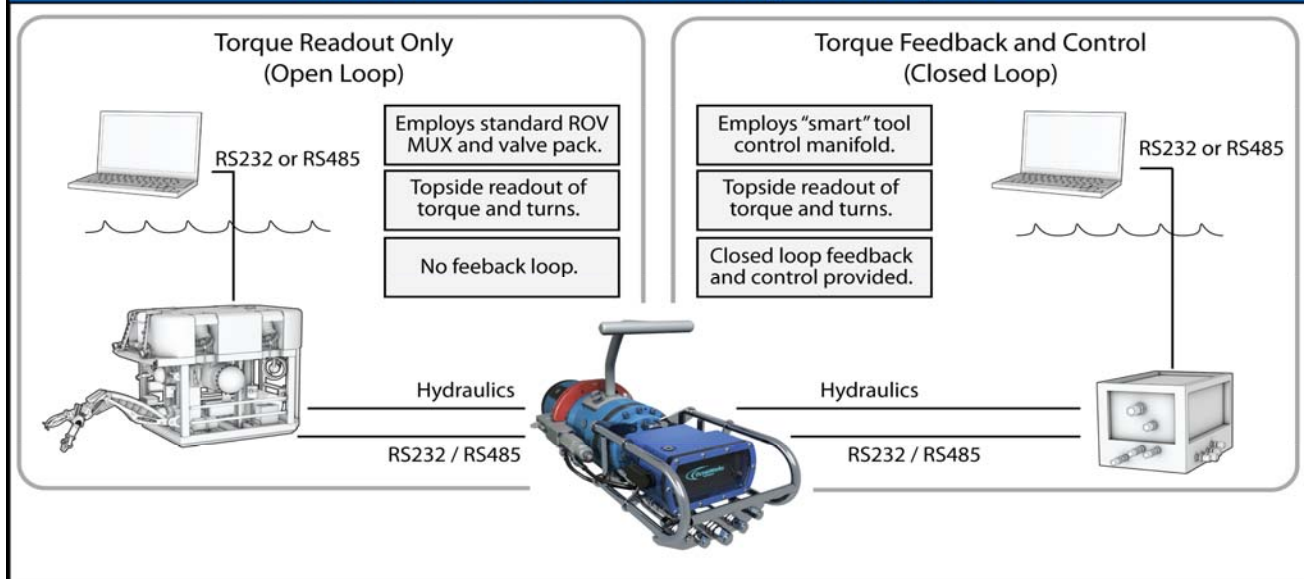 Torque Readout Only
(Open Loop)
RS232 or RS485
Employs standard ROV
MUX and valve pack.
Topside readout of
torque and turns.
No feeback loop.
Hydraulics
RS232 / RS485
Torque Feedback and Control
(Closed Loop)
Employs “smart” tool
control manifold.
Topside readout of
torque and turns.
Closed loop feedback
and control provided.
RS232 or RS485
Hydraulics
RS232 / RS485